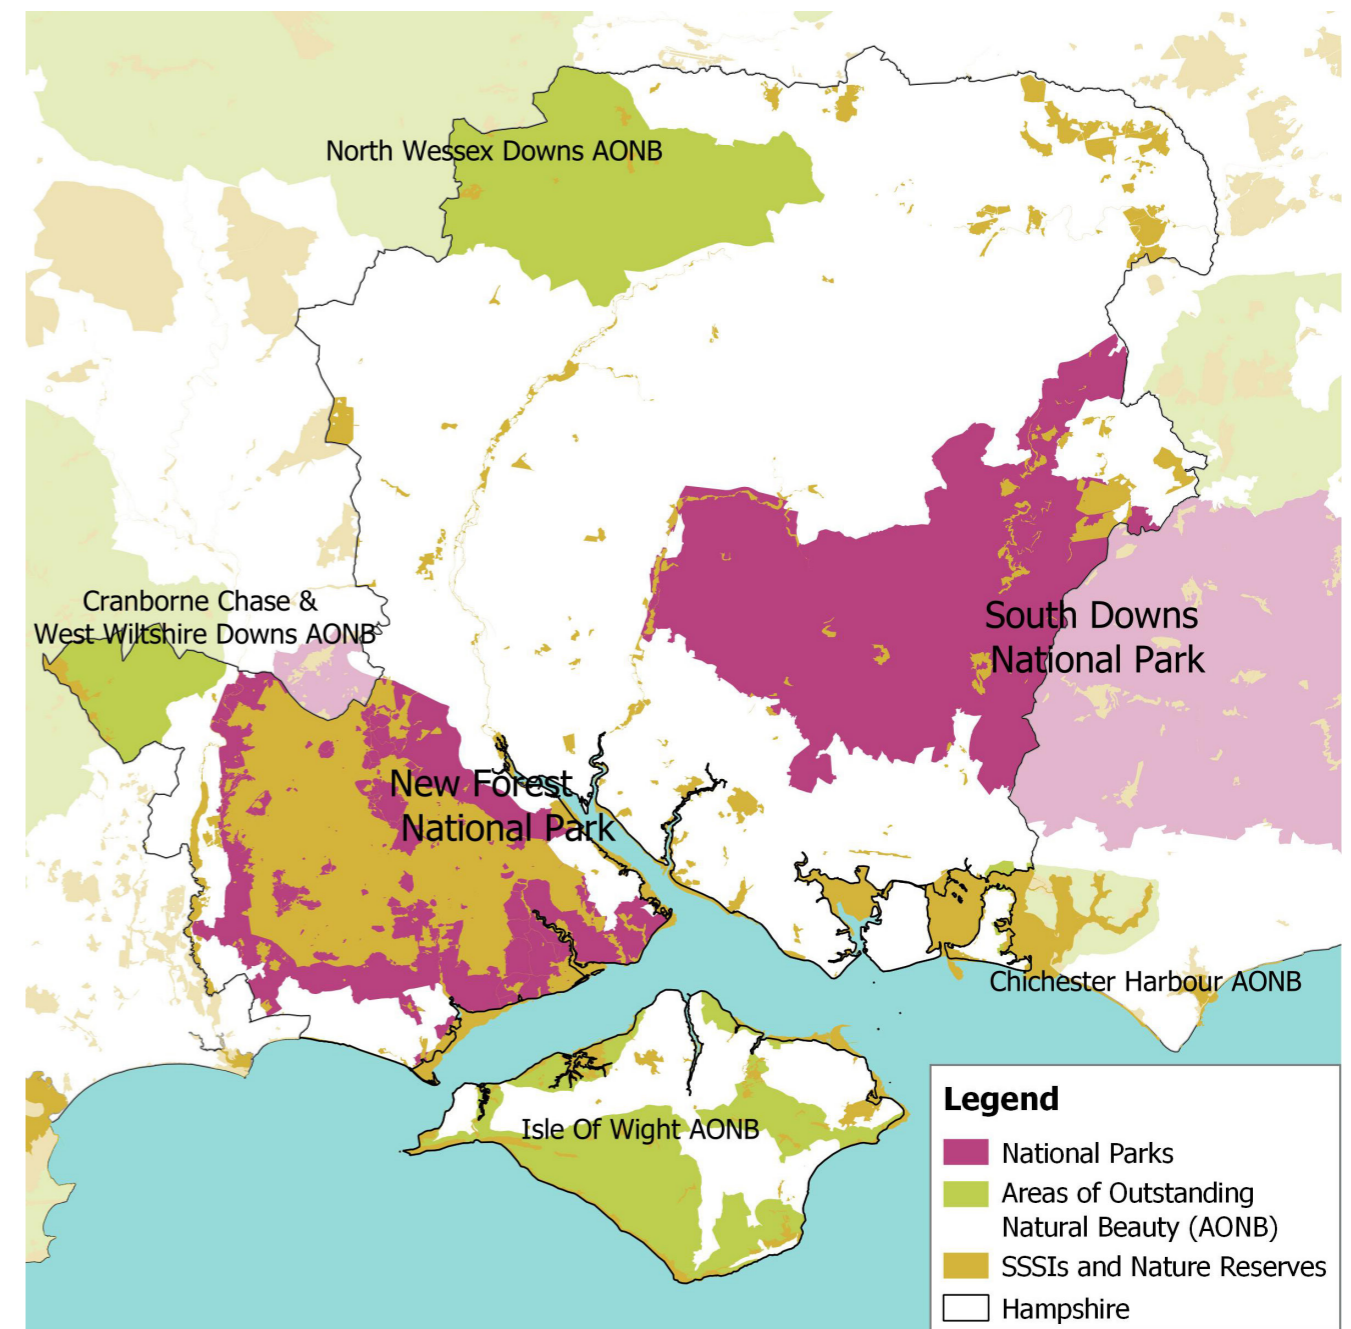 North Wessex Downs AONB
Cranborne Chase &
West Wiltshire Downs AONB
South Downs
National Park
New Forest
National Park
Chichester Harbour AONB
Isle Of Wight AONB
Legend
National Parks
Areas of Outstanding
Natural Beauty (AONB)
SSSIs and Nature Reserves
Hampshire